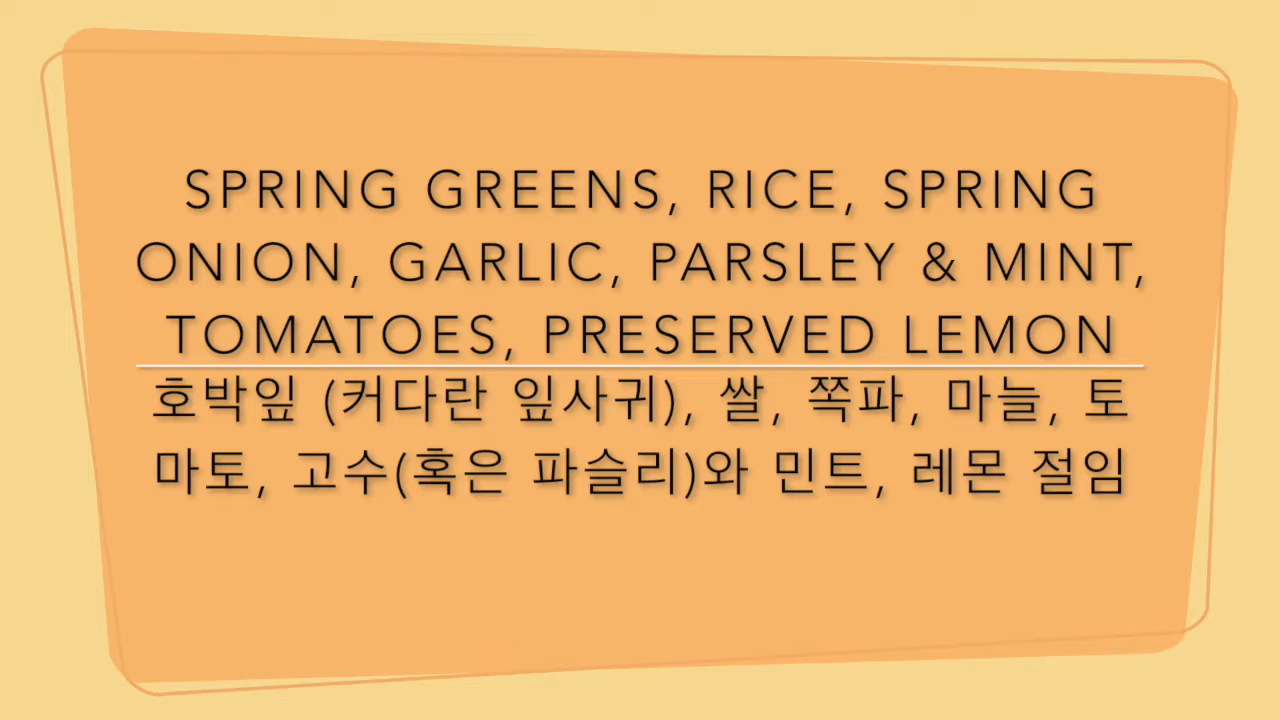 SPRING GREENS, RICE, SPRING
ONION, GARLIC, PARSLEY & MINT,
TOMATOES, PRESERVED LEMON
호박잎 (커다란 잎사귀), 쌀, 쪽파, 마늘, 토
마토, 고수(혹은 파슬리)와 민트, 레몬 절임